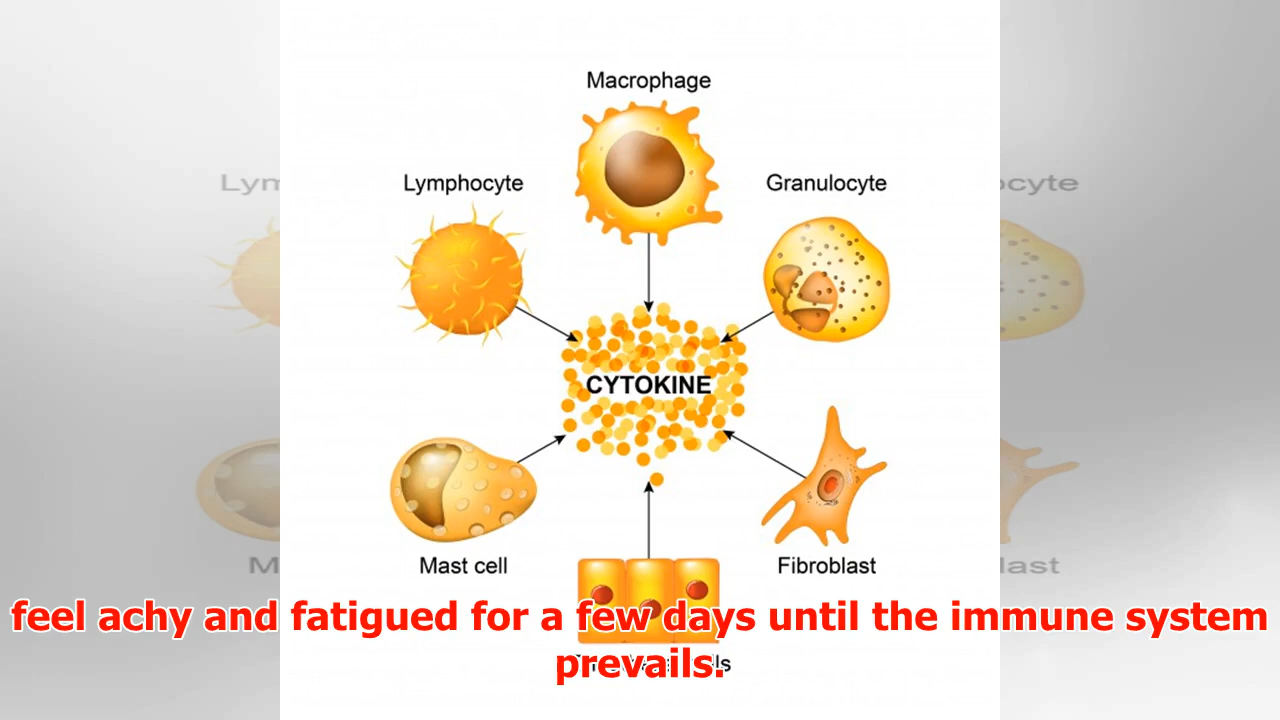 Macrophage
Lymphocyte
Granulocyte
CYTOKINE
Mast cell
Fibroblast
feel achy and fatigued for a few days until the immune system
prevails.